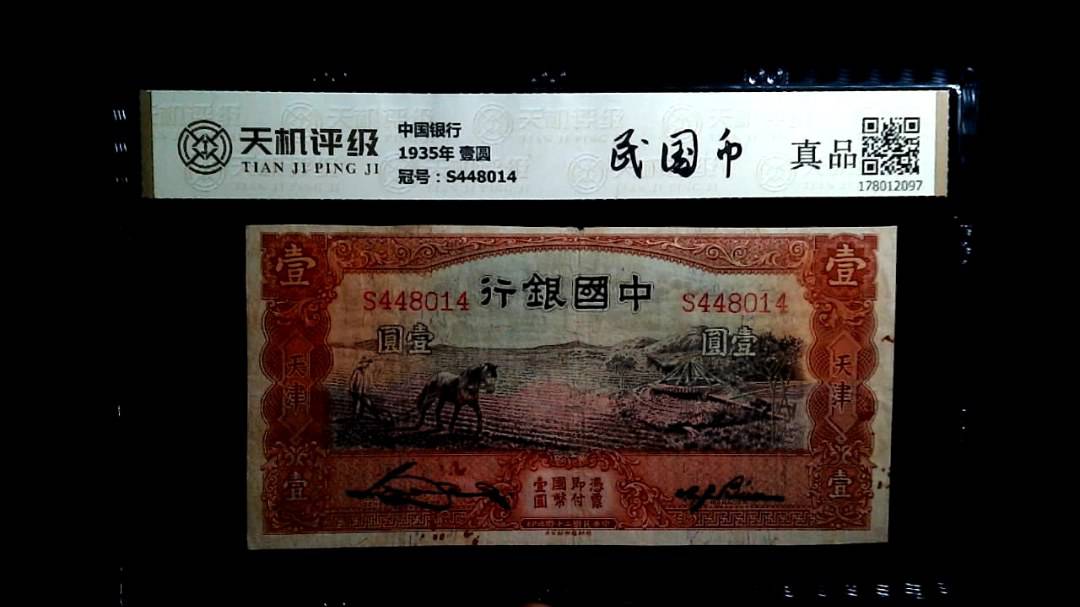 天机评级
TIAN JI PING JI
中国银行
1935年 壹圆
冠号：S448014
民国币
真品
178012097
壹
壹
行銀國中
S448014
S448014
圓壹
圓壹
天津
天津
憑票
即付
國幣
壹圓
壹
壹